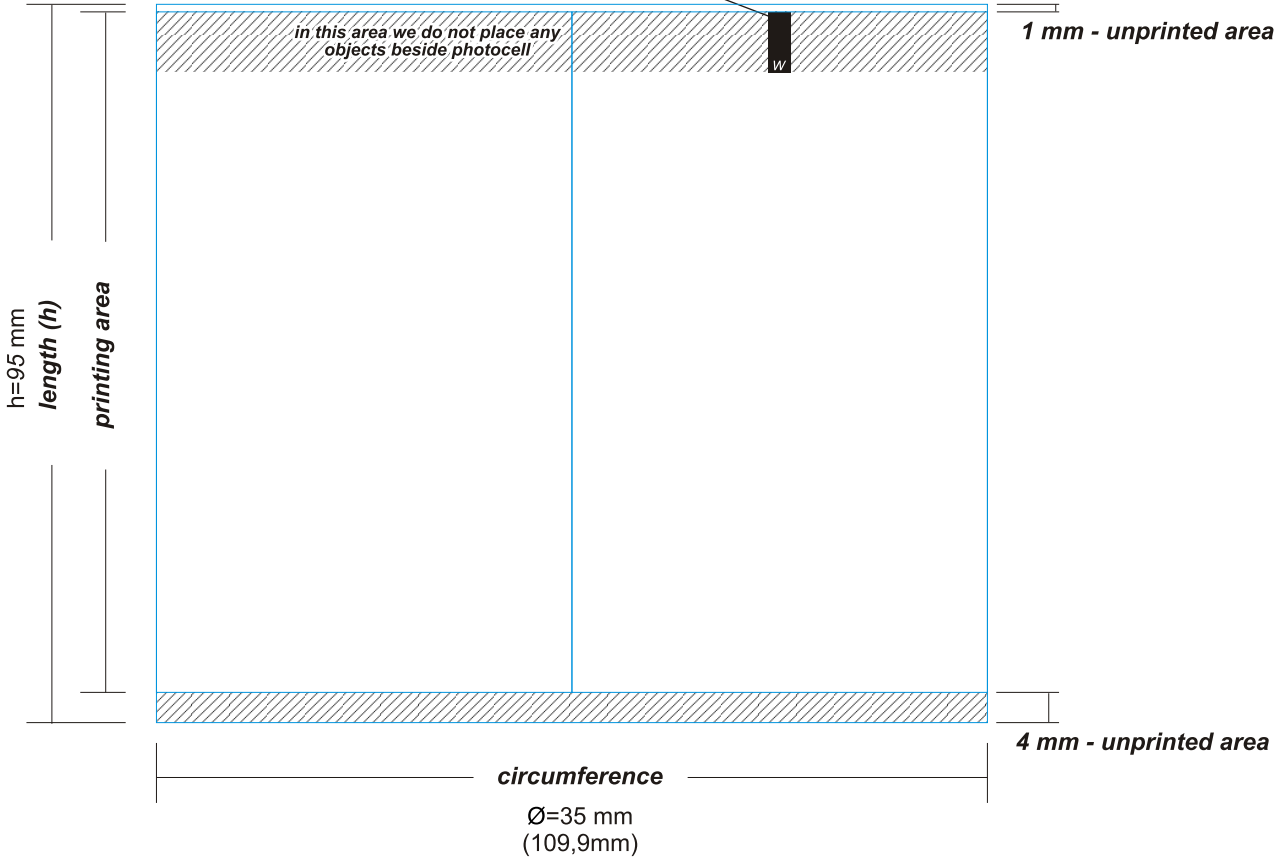 1 mm - unprinted area
in this area we do not place any
objects beside photocell
W
h=95 mm
length (h)
printing area
4 mm - unprinted area
circumference
Ø=35 mm
(109,9mm)